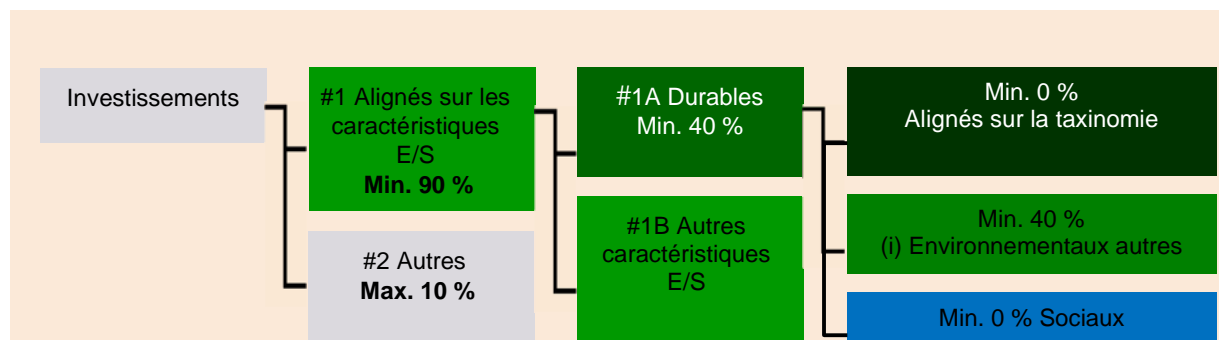 Investissements
#1 Alignés sur les
caractéristiques
E/S
Min. 90 %
#2 Autres
Max. 10 %
#1A Durables
Min. 40 %
#1B Autres
caractéristiques
E/S
Min. 0 %
Alignés sur la taxinomie
Min. 40 %
(i) Environnementaux autres
Min. 0 % Sociaux